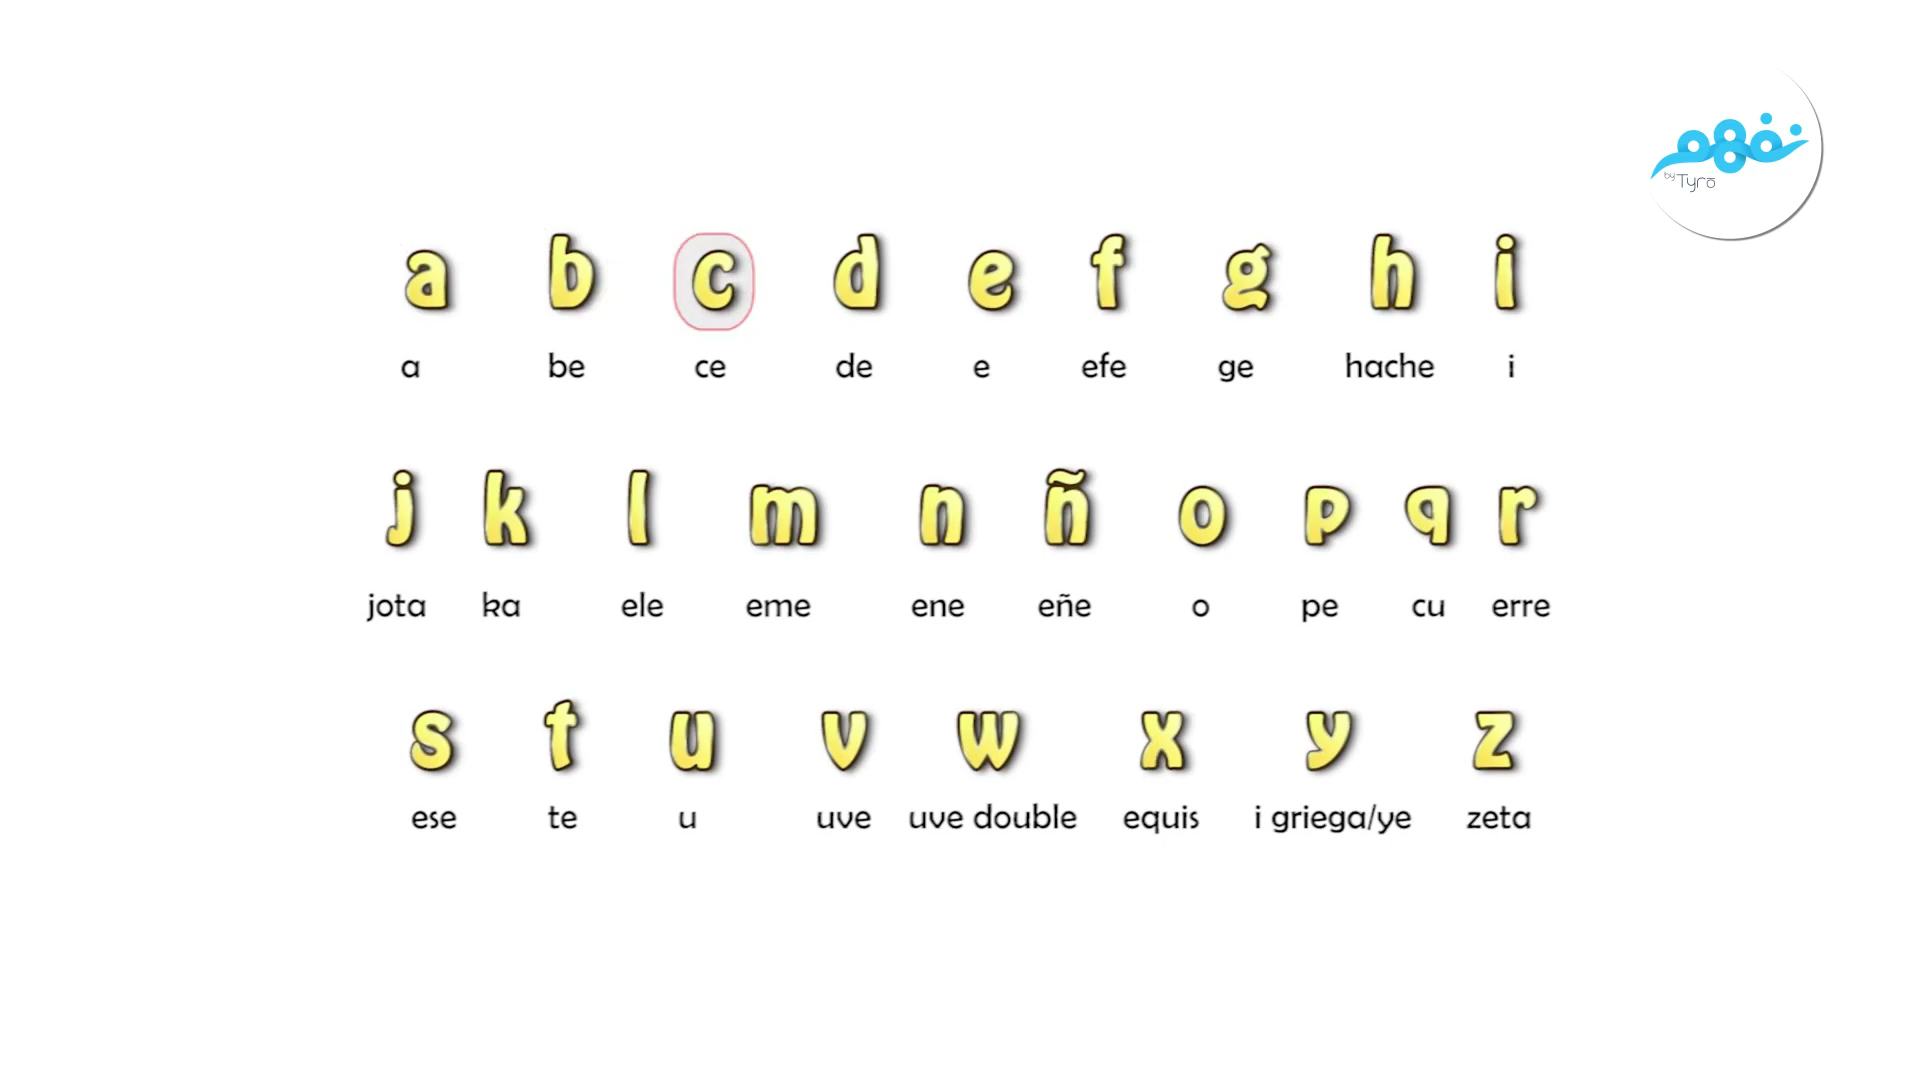 نفهم
by Tyro
a b c d e f g h i
a be ce de e efe ge hache i
j k l m n ñ o p q r
jota ka ele eme ene eñe o pe cu erre
s t u v w x y z
ese te u uve uve double equis i griega/ye zeta